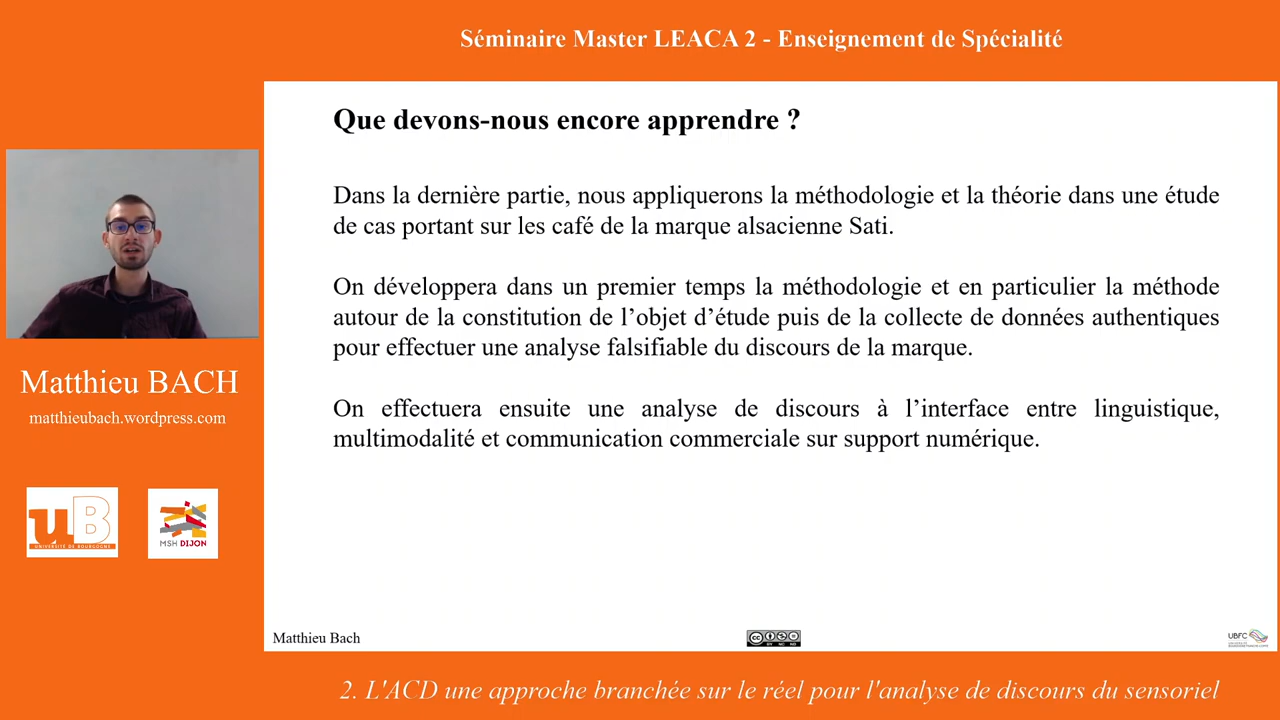 Séminaire Master LEACA 2 - Enseignement de Spécialité
Que devons-nous encore apprendre ?
Dans la dernière partie, nous appliquerons la méthodologie et la théorie dans une étude
de cas portant sur les café de la marque alsacienne Sati.
On développera dans un premier temps la méthodologie et en particulier la méthode
autour de la constitution de l’objet d’étude puis de la collecte de données authentiques
pour effectuer une analyse falsifiable du discours de la marque.
On effectuera ensuite une analyse de discours à l’interface entre linguistique,
multimodalité et communication commerciale sur support numérique.
Matthieu BACH
matthieubach.wordpress.com
uB
UNIVERSITÉ DE BOURGOGNE
MSH DIJON
Matthieu Bach
cc
BY NC ND
UBFC
2. L'ACD une approche branchée sur le réel pour l'analyse de discours du sensoriel